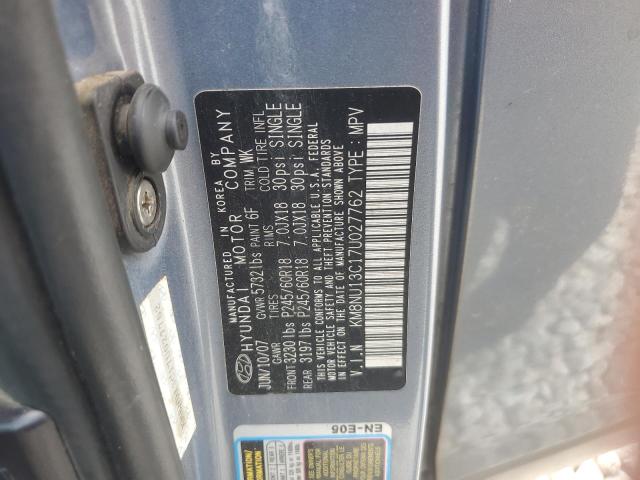 MANUFACTURED IN KOREA BY
HYUNDAI MOTOR COMPANY
JUN/10/07 GVWR 5732 lbs PAINT 6F TRIM WK
GAWR TIRES RIMS COLD TIRE INFL
FRONT 3230 lbs P245/60R18 7.0JX18 30psi SINGLE
REAR 3197 lbs P245/60R18 7.0JX18 30psi SINGLE
THIS VEHICLE CONFORMS TO ALL APPLICABLE U.S.A. FEDERAL
MOTOR VEHICLE SAFETY, BUMPER, AND THEFT PREVENTION STANDARDS
IN EFFECT ON THE DATE OF MANUFACTURE SHOWN ABOVE
V.I.N KM8NU13C17U027762 TYPE : MPV
EN-E05